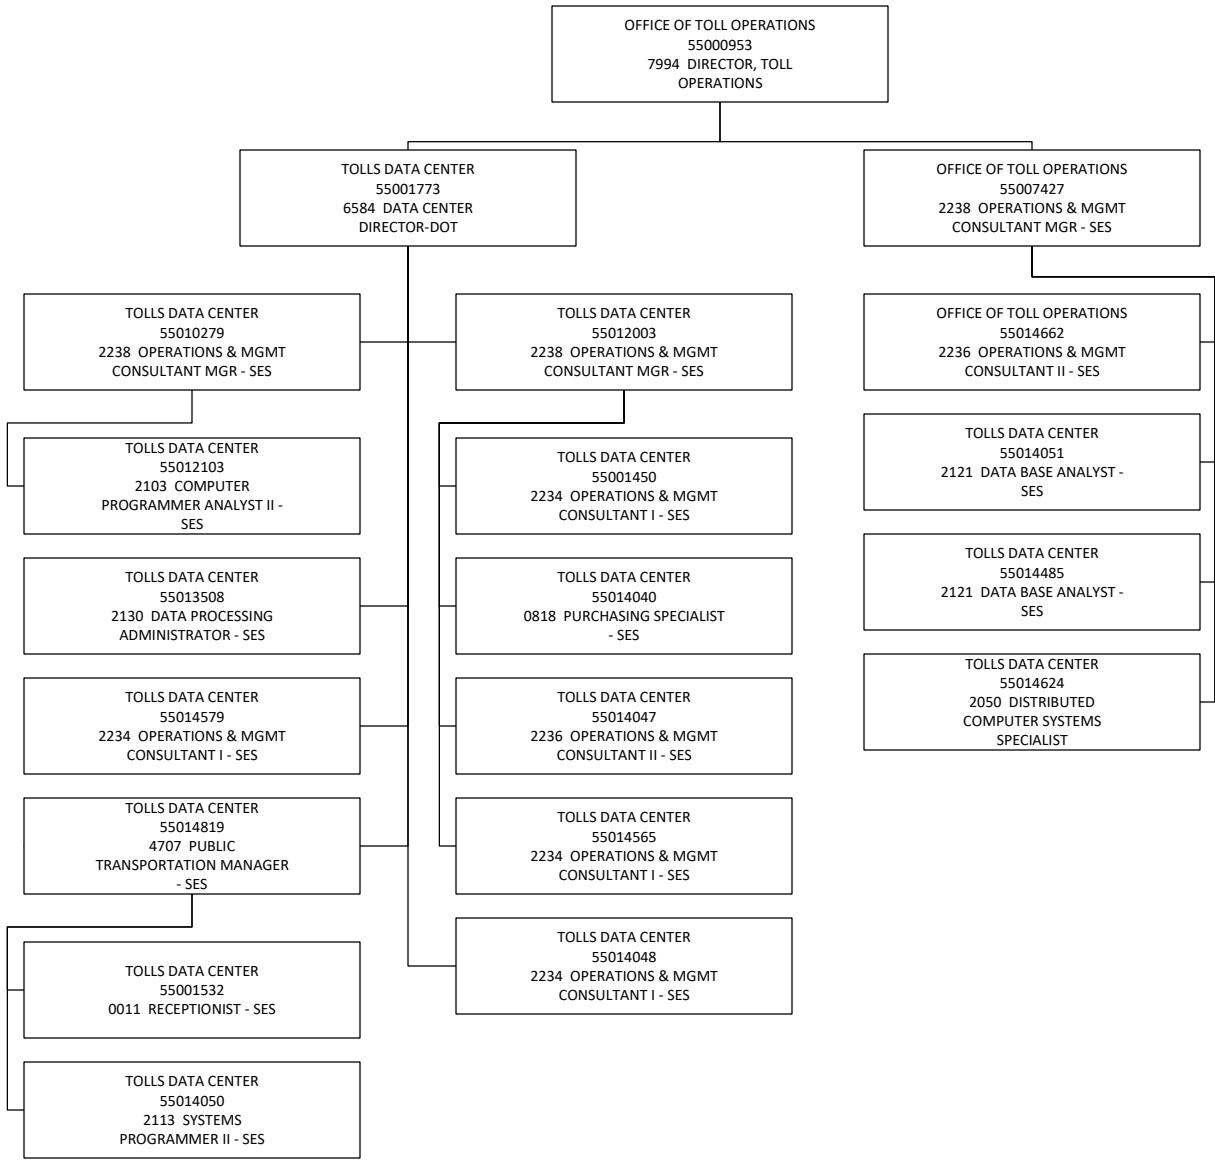 OFFICE OF TOLL OPERATIONS
55000953
7994 DIRECTOR, TOLL
OPERATIONS
TOLLS DATA CENTER
55001773
6584 DATA CENTER
DIRECTOR-DOT
OFFICE OF TOLL OPERATIONS
55007427
2238 OPERATIONS & MGMT
CONSULTANT MGR - SES
TOLLS DATA CENTER
55010279
2238 OPERATIONS & MGMT
CONSULTANT MGR - SES
TOLLS DATA CENTER
55012003
2238 OPERATIONS & MGMT
CONSULTANT MGR - SES
OFFICE OF TOLL OPERATIONS
55014662
2236 OPERATIONS & MGMT
CONSULTANT II - SES
TOLLS DATA CENTER
55012103
2103 COMPUTER
PROGRAMMER ANALYST II -
SES
TOLLS DATA CENTER
55001450
2234 OPERATIONS & MGMT
CONSULTANT I - SES
TOLLS DATA CENTER
55014051
2121 DATA BASE ANALYST -
SES
TOLLS DATA CENTER
55013508
2130 DATA PROCESSING
ADMINISTRATOR - SES
TOLLS DATA CENTER
55014040
0818 PURCHASING SPECIALIST
- SES
TOLLS DATA CENTER
55014485
2121 DATA BASE ANALYST -
SES
TOLLS DATA CENTER
55014579
2234 OPERATIONS & MGMT
CONSULTANT I - SES
TOLLS DATA CENTER
55014047
2236 OPERATIONS & MGMT
CONSULTANT II - SES
TOLLS DATA CENTER
55014624
2050 DISTRIBUTED
COMPUTER SYSTEMS
SPECIALIST
TOLLS DATA CENTER
55014819
4707 PUBLIC
TRANSPORTATION MANAGER
- SES
TOLLS DATA CENTER
55014565
2234 OPERATIONS & MGMT
CONSULTANT I - SES
TOLLS DATA CENTER
55001532
0011 RECEPTIONIST - SES
TOLLS DATA CENTER
55014048
2234 OPERATIONS & MGMT
CONSULTANT I - SES
TOLLS DATA CENTER
55014050
2113 SYSTEMS
PROGRAMMER II - SES